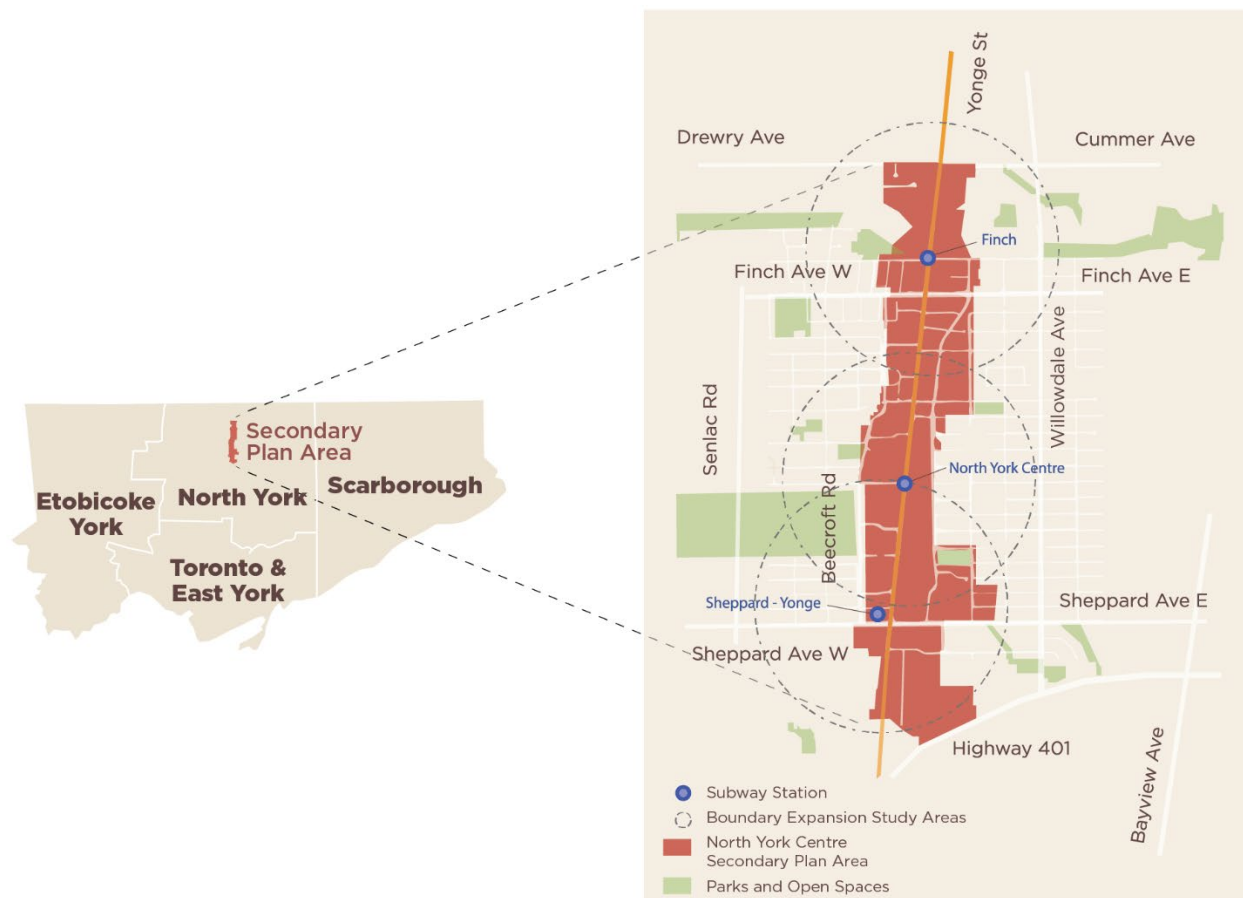 Secondary
Plan Area
Etobicoke
York
North York
Scarborough
Toronto &
East York
Yonge St
Drewry Ave
Cummer Ave
Finch
Finch Ave W
Finch Ave E
Senlac Rd
Willowdale Ave
North York Centre
Beecroft Rd
Sheppard - Yonge
Sheppard Ave E
Sheppard Ave W
Highway 401
Bayview Ave
Subway Station
Boundary Expansion Study Areas
North York Centre
Secondary Plan Area
Parks and Open Spaces